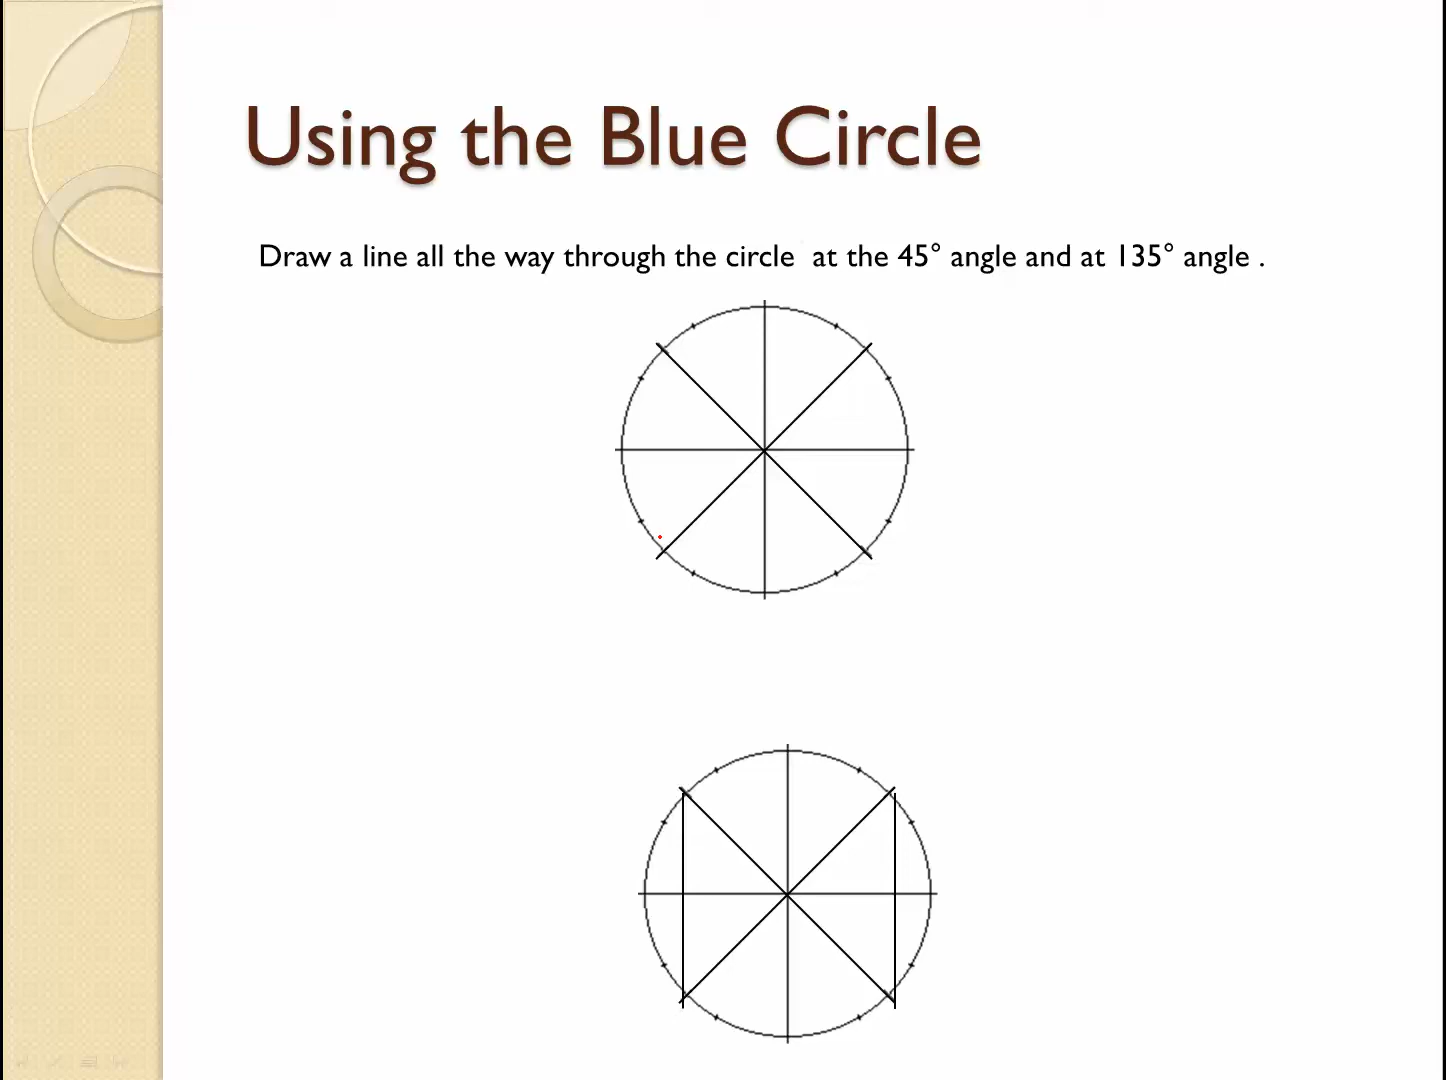 Using the Blue Circle
Draw a line all the way through the circle at the 45° angle and at 135° angle .